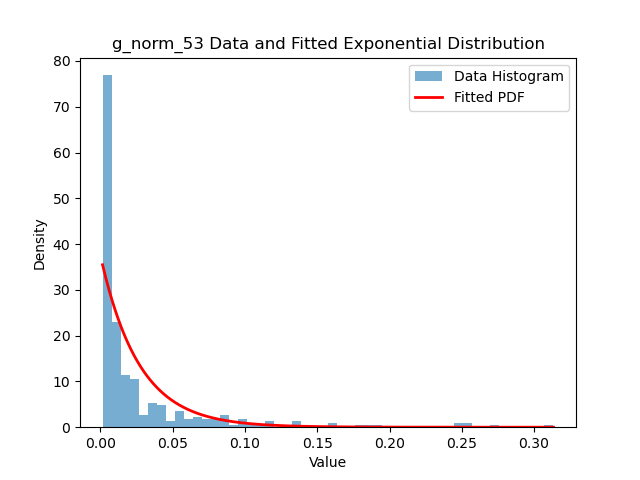 g_norm_53 Data and Fitted Exponential Distribution
Data Histogram
Fitted PDF
80
70
60
50
40
30
20
10
0
Density
0.00 0.05 0.10 0.15 0.20 0.25 0.30
Value